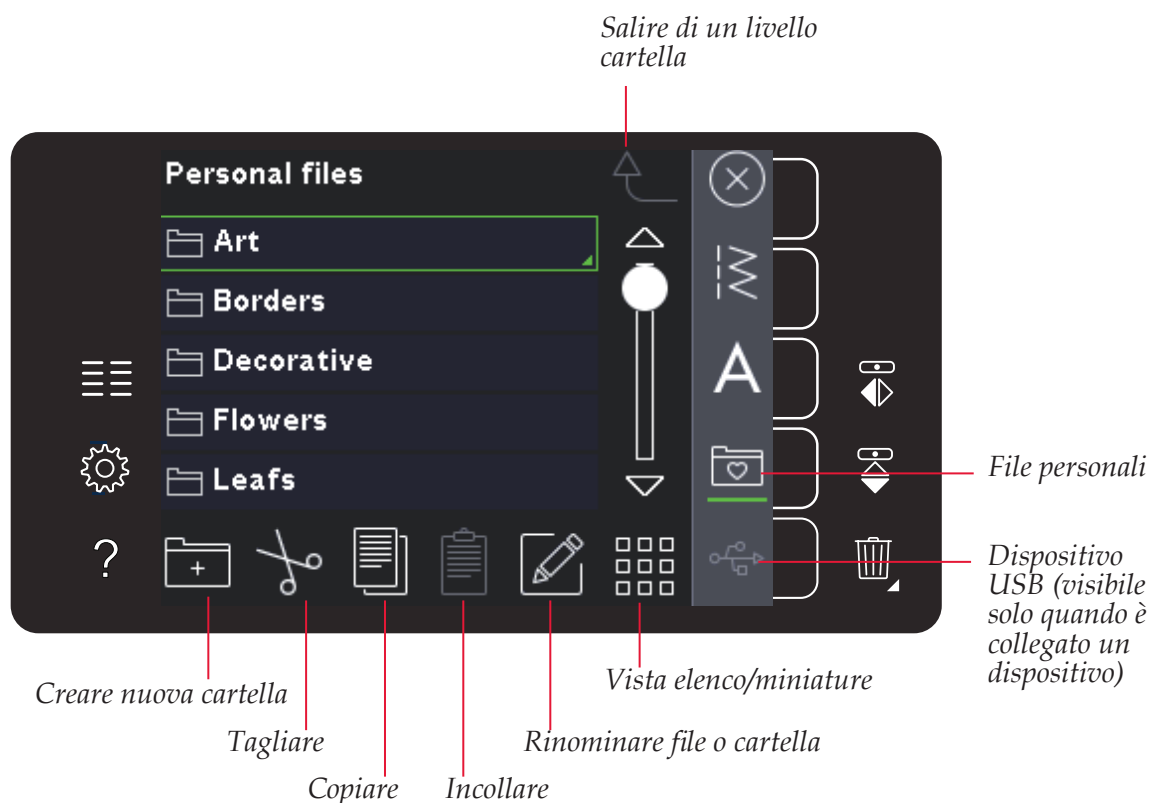 Salire di un livello
cartella
Personal files
Art
Borders
Decorative
Flowers
Leafs
A
?
File personali
Dispositivo
USB (visibile
solo quando è
collegato un
dispositivo)
Creare nuova cartella
Vista elenco/miniature
Tagliare
Rinominare file o cartella
Copiare
Incollare